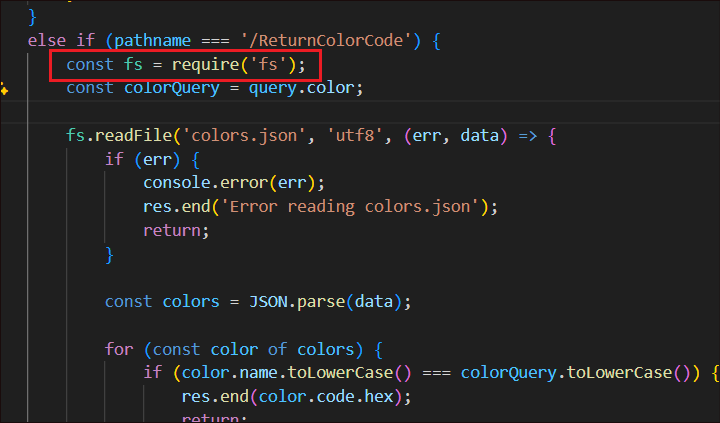 }
else if (pathname === '/ReturnColorCode') {
const fs = require('fs');
const colorQuery = query.color;
fs.readFile('colors.json', 'utf8', (err, data) => {
if (err) {
console.error(err);
res.end('Error reading colors.json');
return;
}
const colors = JSON.parse(data);
for (const color of colors) {
if (color.name.toLowerCase() === colorQuery.toLowerCase()) {
res.end(color.code.hex);
return;